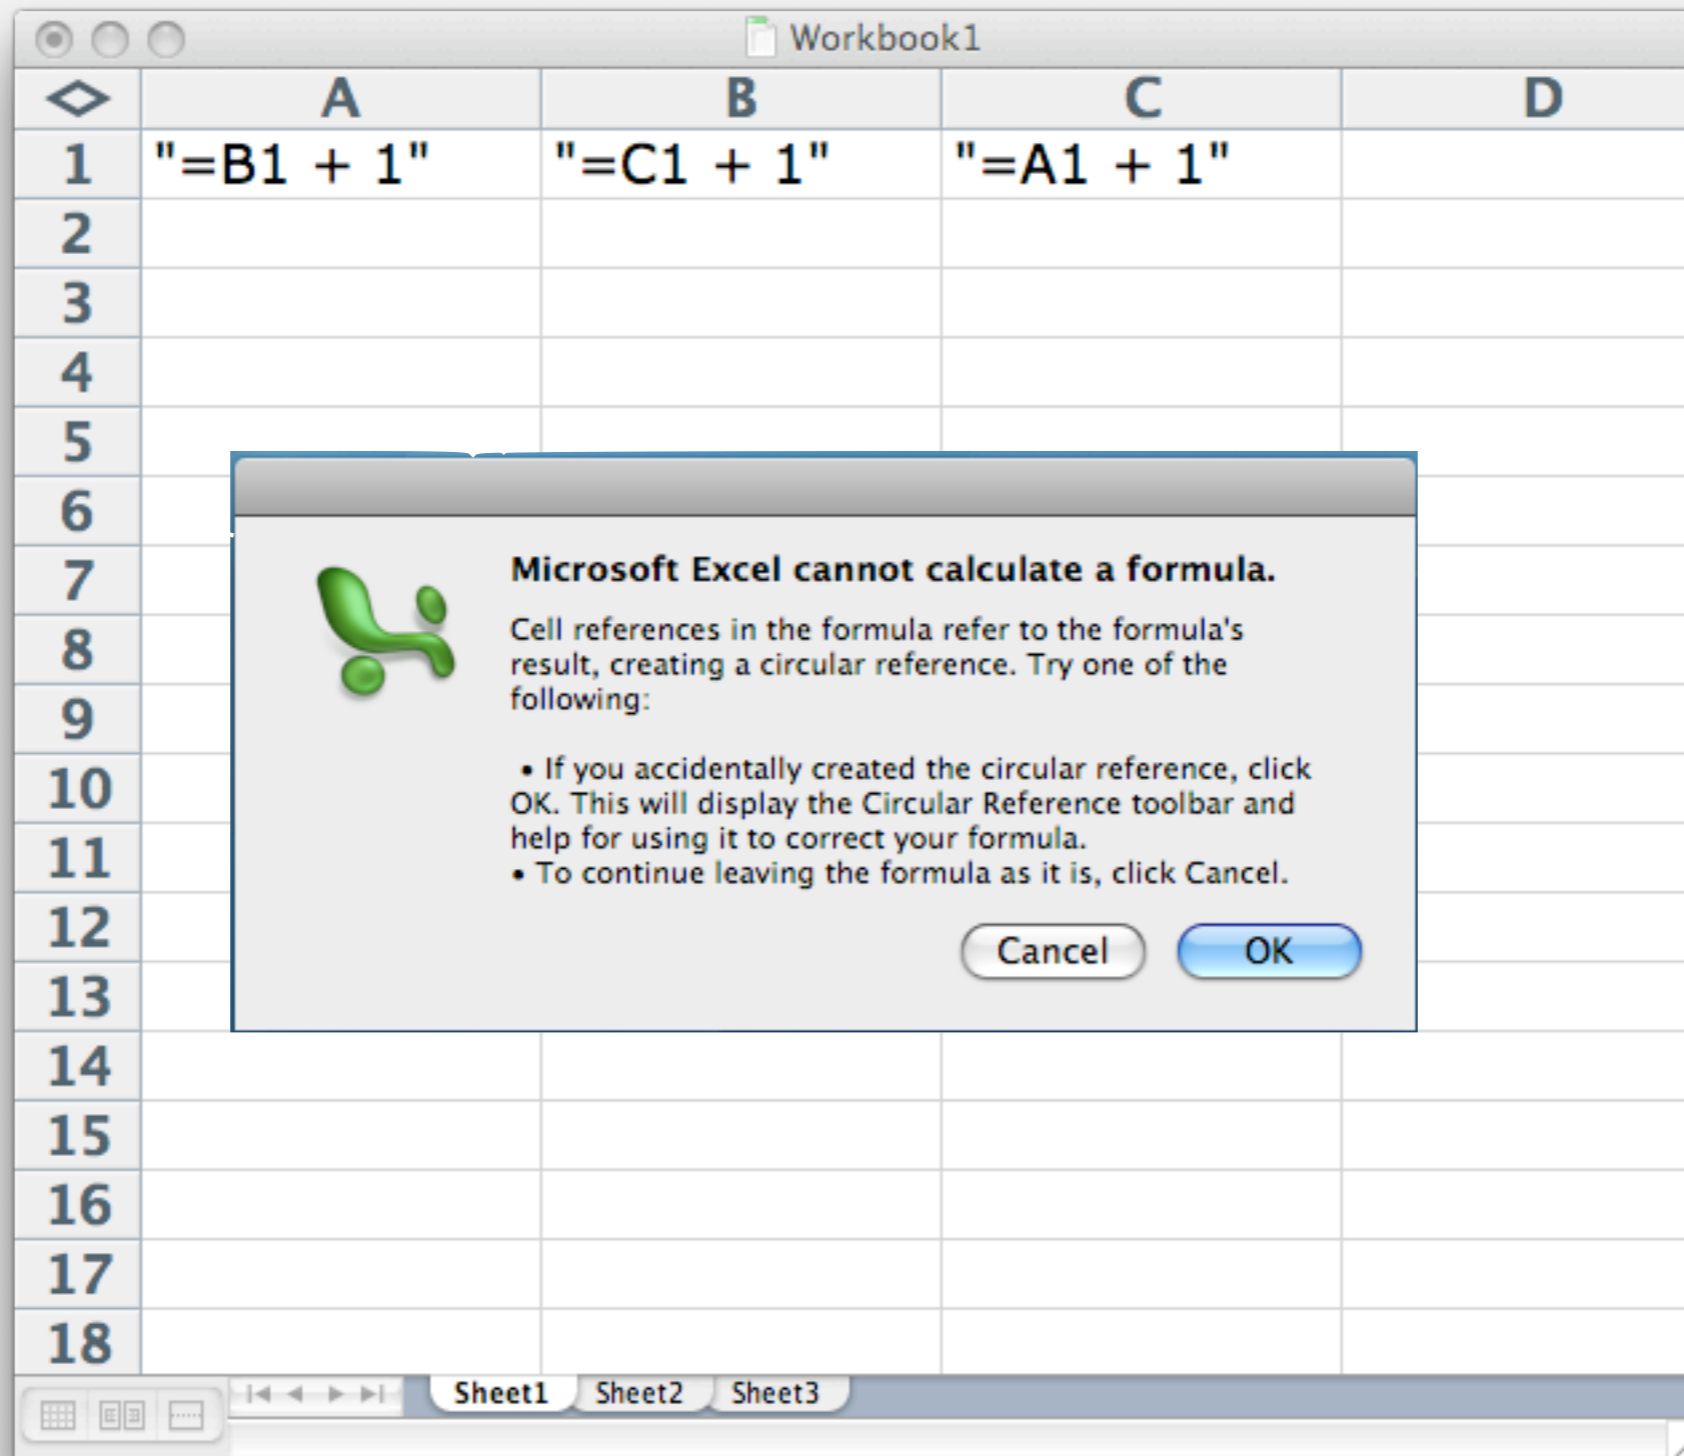 Workbook1
A B C D
1 "=B1 + 1" "=C1 + 1" "=A1 + 1"
2
3
4
5
6
7
8
9
10
11
12
13
14
15
16
17
18
Microsoft Excel cannot calculate a formula.
Cell references in the formula refer to the formula's
result, creating a circular reference. Try one of the
following:
• If you accidentally created the circular reference, click
OK. This will display the Circular Reference toolbar and
help for using it to correct your formula.
• To continue leaving the formula as it is, click Cancel.
Cancel OK
Sheet1 Sheet2 Sheet3